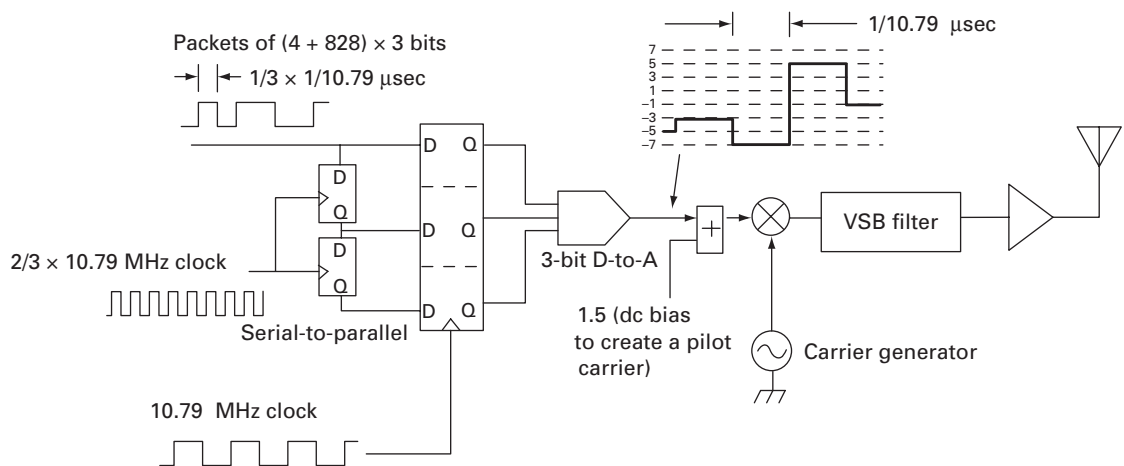 Packets of (4 + 828) × 3 bits
1/3 × 1/10.79 μsec
1/10.79 μsec
7
5
3
1
−1
−3
−5
−7
D Q
D
Q
D Q
D
Q
D Q
2/3 × 10.79 MHz clock
Serial-to-parallel
3-bit D-to-A
+
VSB filter
1.5 (dc bias
to create a pilot
carrier)
Carrier generator
10.79 MHz clock